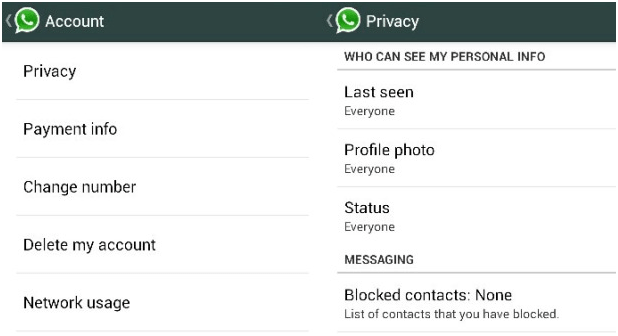 Account
Privacy
Payment info
Change number
Delete my account
Network usage
Privacy
WHO CAN SEE MY PERSONAL INFO
Last seen
Everyone
Profile photo
Everyone
Status
Everyone
MESSAGING
Blocked contacts: None
List of contacts that you have blocked.